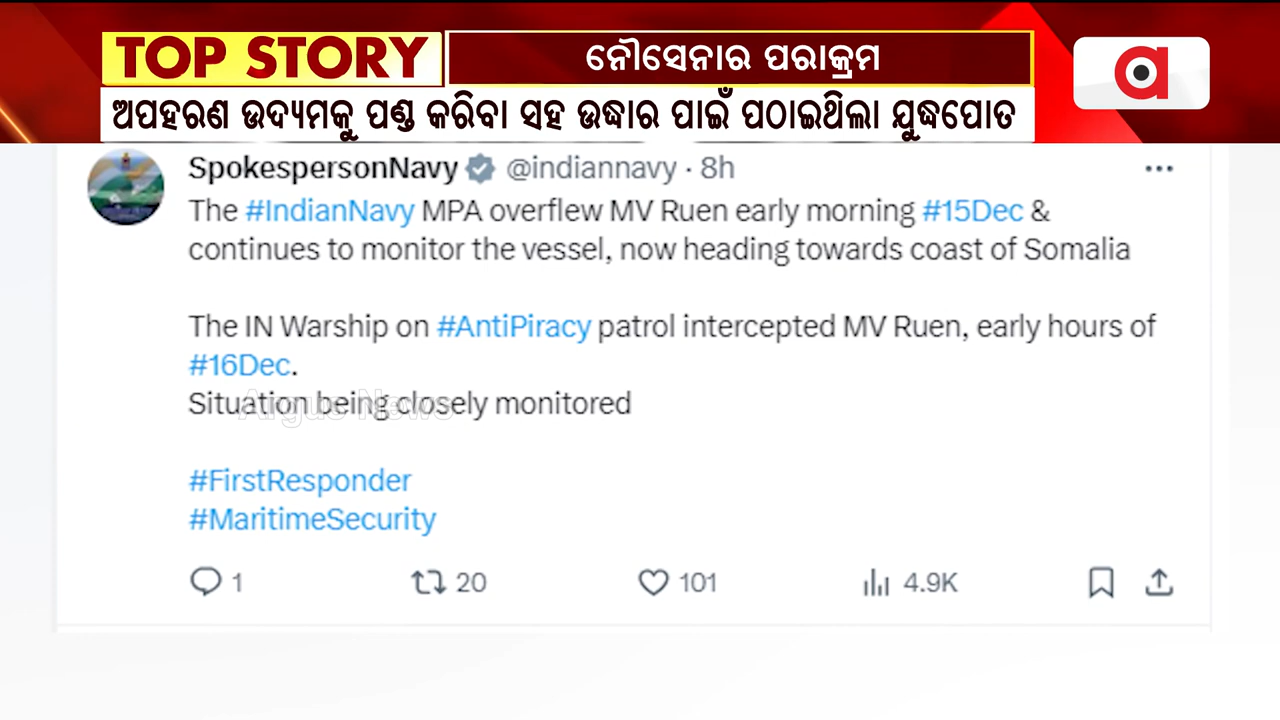 TOP STORY
ନୌସେନାର ପରାକ୍ରମ
ଅପହରଣ ଉଦ୍ୟମକୁ ପଣ୍ଡ କରିବା ସହ ଉଦ୍ଧାର ପାଇଁ ପଠାଇଥିଲା ଯୁଦ୍ଧପୋତ
a
SpokespersonNavy @indiannavy · 8h
The #IndianNavy MPA overflew MV Ruen early morning #15Dec &
continues to monitor the vessel, now heading towards coast of Somalia
The IN Warship on #AntiPiracy patrol intercepted MV Ruen, early hours of
#16Dec.
Situation being closely monitored
Argus News
#FirstResponder
#MaritimeSecurity
1 20 101 4.9K